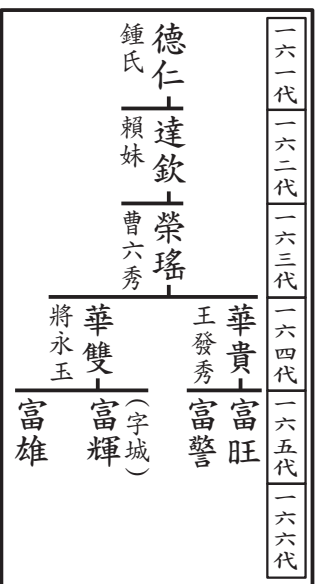 一六一代
一六二代
一六三代
一六四代
一六五代
一六六代
德仁
鍾氏
達欽
賴妹
榮瑤
曹六秀
華貴
王發秀
華雙
將永玉
富旺
富警
(字城)
富輝
富雄